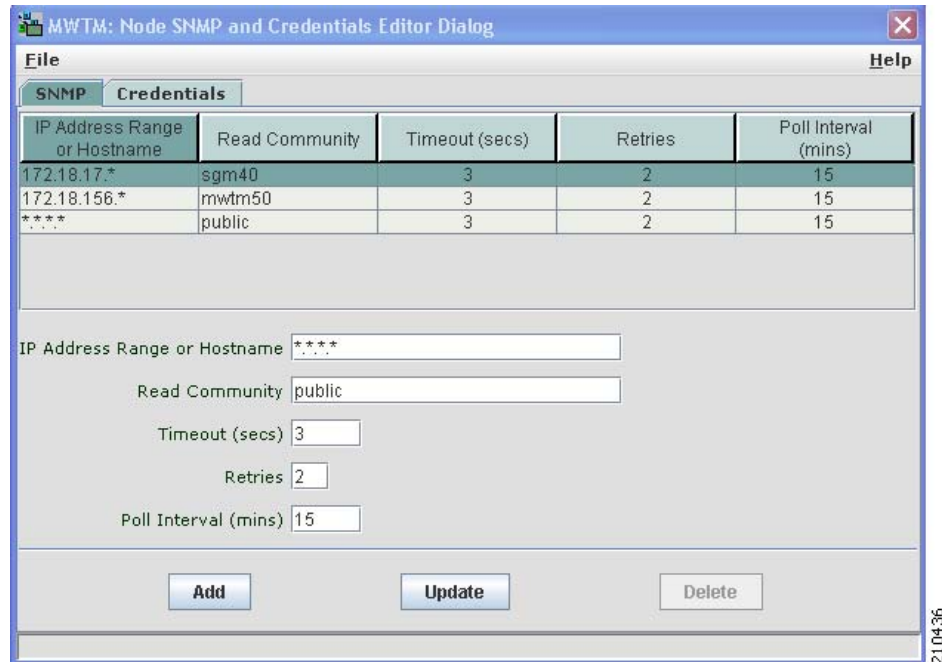 MWTM: Node SNMP and Credentials Editor Dialog
File Help
SNMP Credentials
IP Address Range or Hostname Read Community Timeout (secs) Retries Poll Interval (mins)
172.18.17.* sgm40 3 2 15
172.18.156.* mwtm50 3 2 15
*.*.*.* public 3 2 15
IP Address Range or Hostname *.*.*.*
Read Community public
Timeout (secs) 3
Retries 2
Poll Interval (mins) 15
Add Update Delete
210436